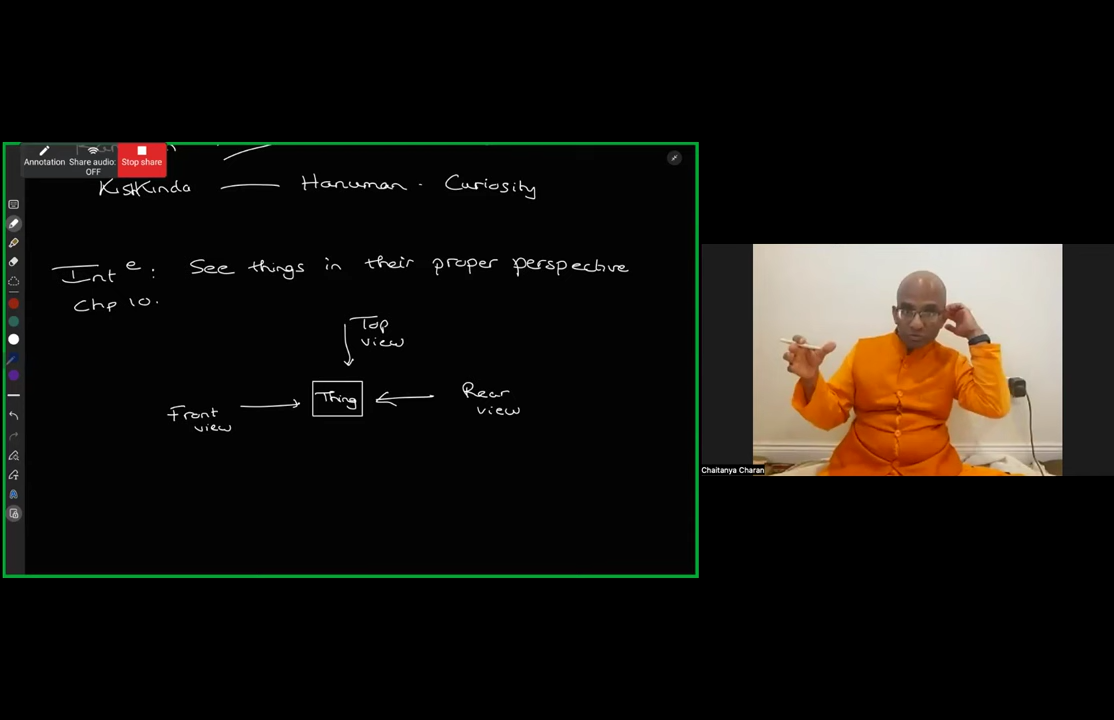 Annotation
Share audio:
OFF
Stop share
KistKinda Hanuman. Curiosity
Int e: See things in their proper perspective
Chp 10.
Top
view
Thing
Front
view
Rear
view
Chaitanya Charan